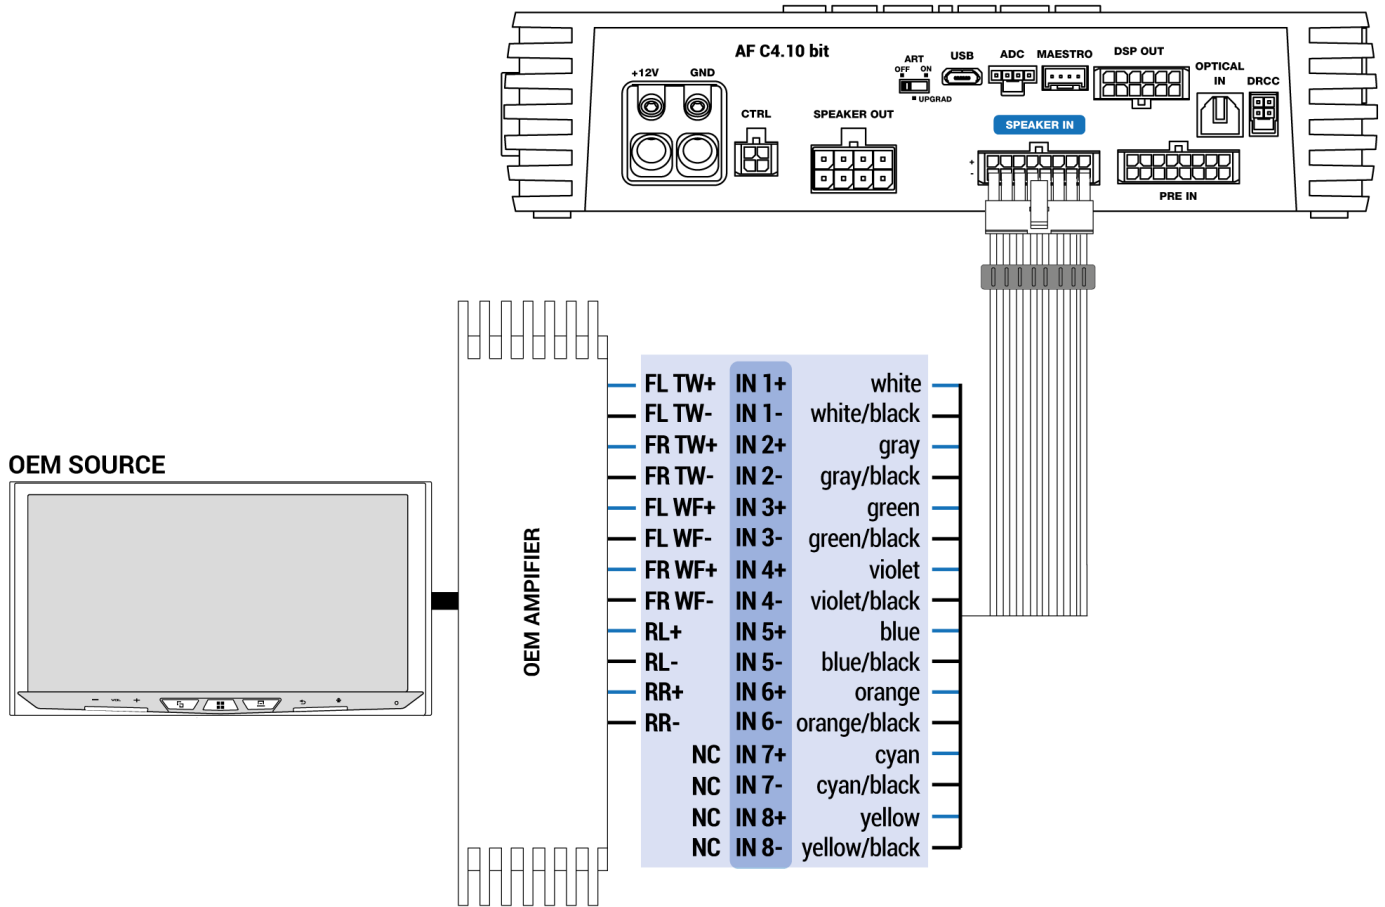 AF C4.10 bit
+12V GND
CTRL
SPEAKER OUT
ART
OFF ON
UPGRAD
USB
ADC
MAESTRO
DSP OUT
OPTICAL
IN
DRCC
SPEAKER IN
+
-
PRE IN
OEM SOURCE
− VOL +
OEM AMPIFIER
FL TW+ IN 1+ white
FL TW- IN 1- white/black
FR TW+ IN 2+ gray
FR TW- IN 2- gray/black
FL WF+ IN 3+ green
FL WF- IN 3- green/black
FR WF+ IN 4+ violet
FR WF- IN 4- violet/black
RL+ IN 5+ blue
RL- IN 5- blue/black
RR+ IN 6+ orange
RR- IN 6- orange/black
NC IN 7+ cyan
NC IN 7- cyan/black
NC IN 8+ yellow
NC IN 8- yellow/black